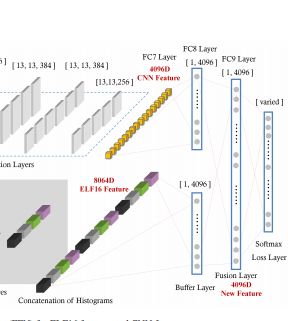 FC8 Layer
FC7 Layer
FC9 Layer
[ 13, 13, 384 ]
[ 13, 13, 384 ]
4096D
CNN Feature
[ 1, 4096 ]
[ 1, 4096 ]
[13,13,256 ]
[ varied ]
Layers
8064D
ELF16 Feature
[ 1, 4096 ]
Softmax
Loss Layer
Fusion Layer
4096D
New Feature
Buffer Layer
Concatenation of Histograms